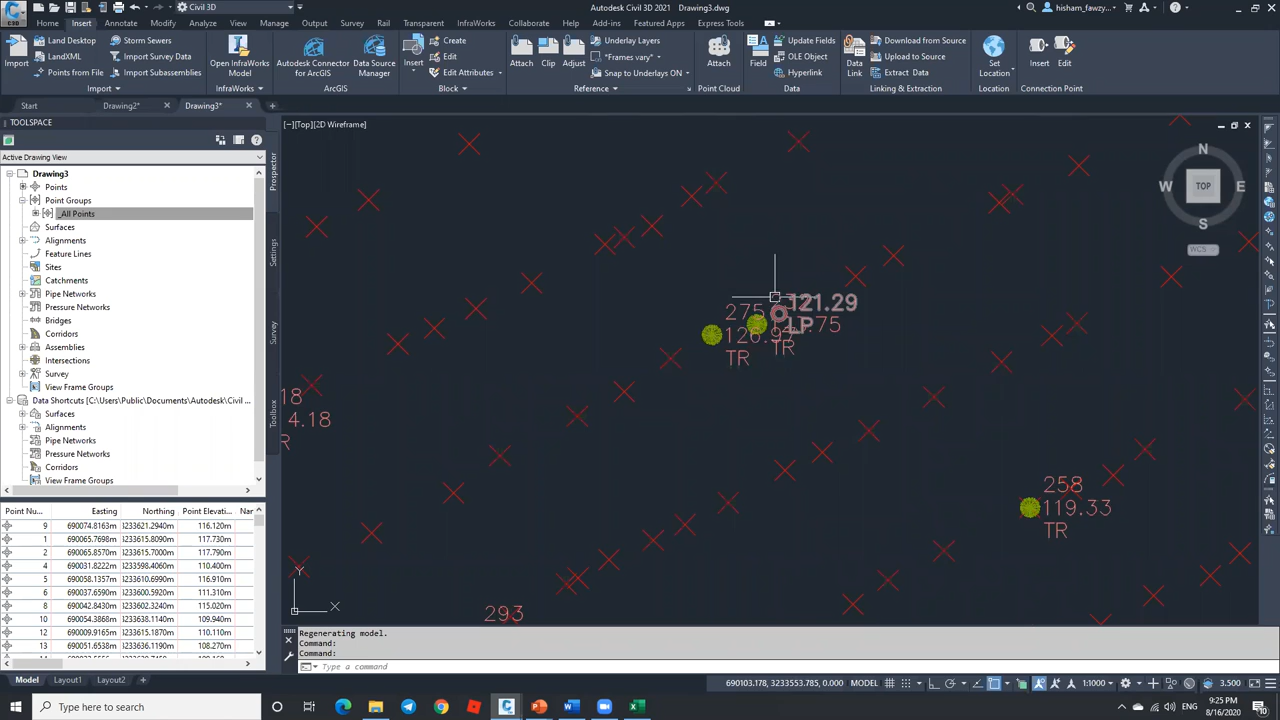 Civil 3D
Autodesk Civil 3D 2021 Drawing3.dwg
hisham_fawzy...
C3D
Home Insert Annotate Modify Analyze View Manage Output Survey Rail Transparent InfraWorks Collaborate Help Add-ins Featured Apps Express Tools
Import
Land Desktop
LandXML
Points from File
Storm Sewers
Import Survey Data
Import Subassemblies
Import
Open InfraWorks
Model
InfraWorks
Autodesk Connector
for ArcGIS
Data Source
Manager
ArcGIS
Insert
Create
Edit
Edit Attributes
Block
Attach
Clip
Adjust
Underlay Layers
*Frames vary*
Snap to Underlays ON
Reference
Attach
Point Cloud
Field
Update Fields
OLE Object
Hyperlink
Data
Data
Link
Download from Source
Upload to Source
Extract Data
Linking & Extraction
Set
Location
Location
Insert
Edit
Connection Point
Start Drawing2* Drawing3*
TOOLSPACE
Active Drawing View
Drawing3
Points
Point Groups
_All Points
Surfaces
Alignments
Feature Lines
Sites
Catchments
Pipe Networks
Pressure Networks
Bridges
Corridors
Assemblies
Intersections
Survey
View Frame Groups
Data Shortcuts [C:\Users\Public\Documents\Autodesk\Civil ...
Surfaces
Alignments
Pipe Networks
Pressure Networks
Corridors
View Frame Groups
Prospector
Settings
Survey
Toolbox
Point Nu... Easting Northing Point Elevati... Nar
9 690074.8163m 3233621.2940m 116.120m
1 690065.7698m 3233615.8090m 117.730m
2 690065.8570m 3233615.7000m 117.790m
4 690031.8222m 3233598.4060m 110.400m
5 690058.1357m 3233610.6990m 116.910m
6 690037.6590m 3233600.5920m 111.310m
8 690042.8430m 3233602.3240m 115.020m
10 690054.3868m 3233638.1140m 109.940m
12 690009.9165m 3233615.1870m 110.110m
13 690051.6538m 3233636.1190m 108.270m
[−][Top][2D Wireframe]
N
W TOP E
S
WCS
121.29
LP
275
126.97
TR
.75
TR
18
4.18
R
258
119.33
TR
293
Y
X
Regenerating model.
Command:
Command:
Type a command
Model Layout1 Layout2
690103.178, 3233553.785, 0.000 MODEL 1:1000 3.500
Type here to search
9:25 PM
8/16/2020